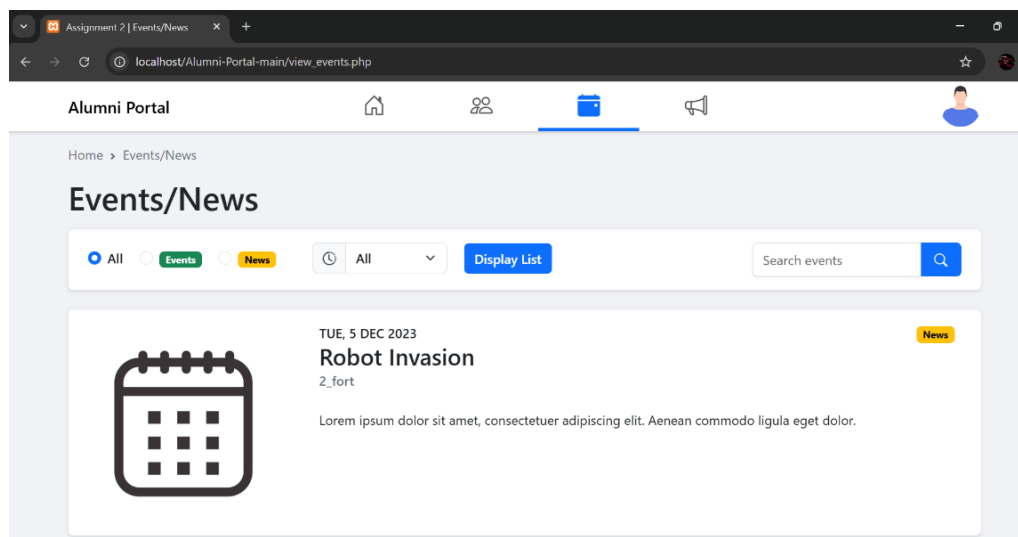 Assignment 2 | Events/News
localhost/Alumni-Portal-main/view_events.php
Alumni Portal
Home > Events/News
Events/News
All Events News All Display List Search events
TUE, 5 DEC 2023 News
Robot Invasion
2_fort
Lorem ipsum dolor sit amet, consectetuer adipiscing elit. Aenean commodo ligula eget dolor.